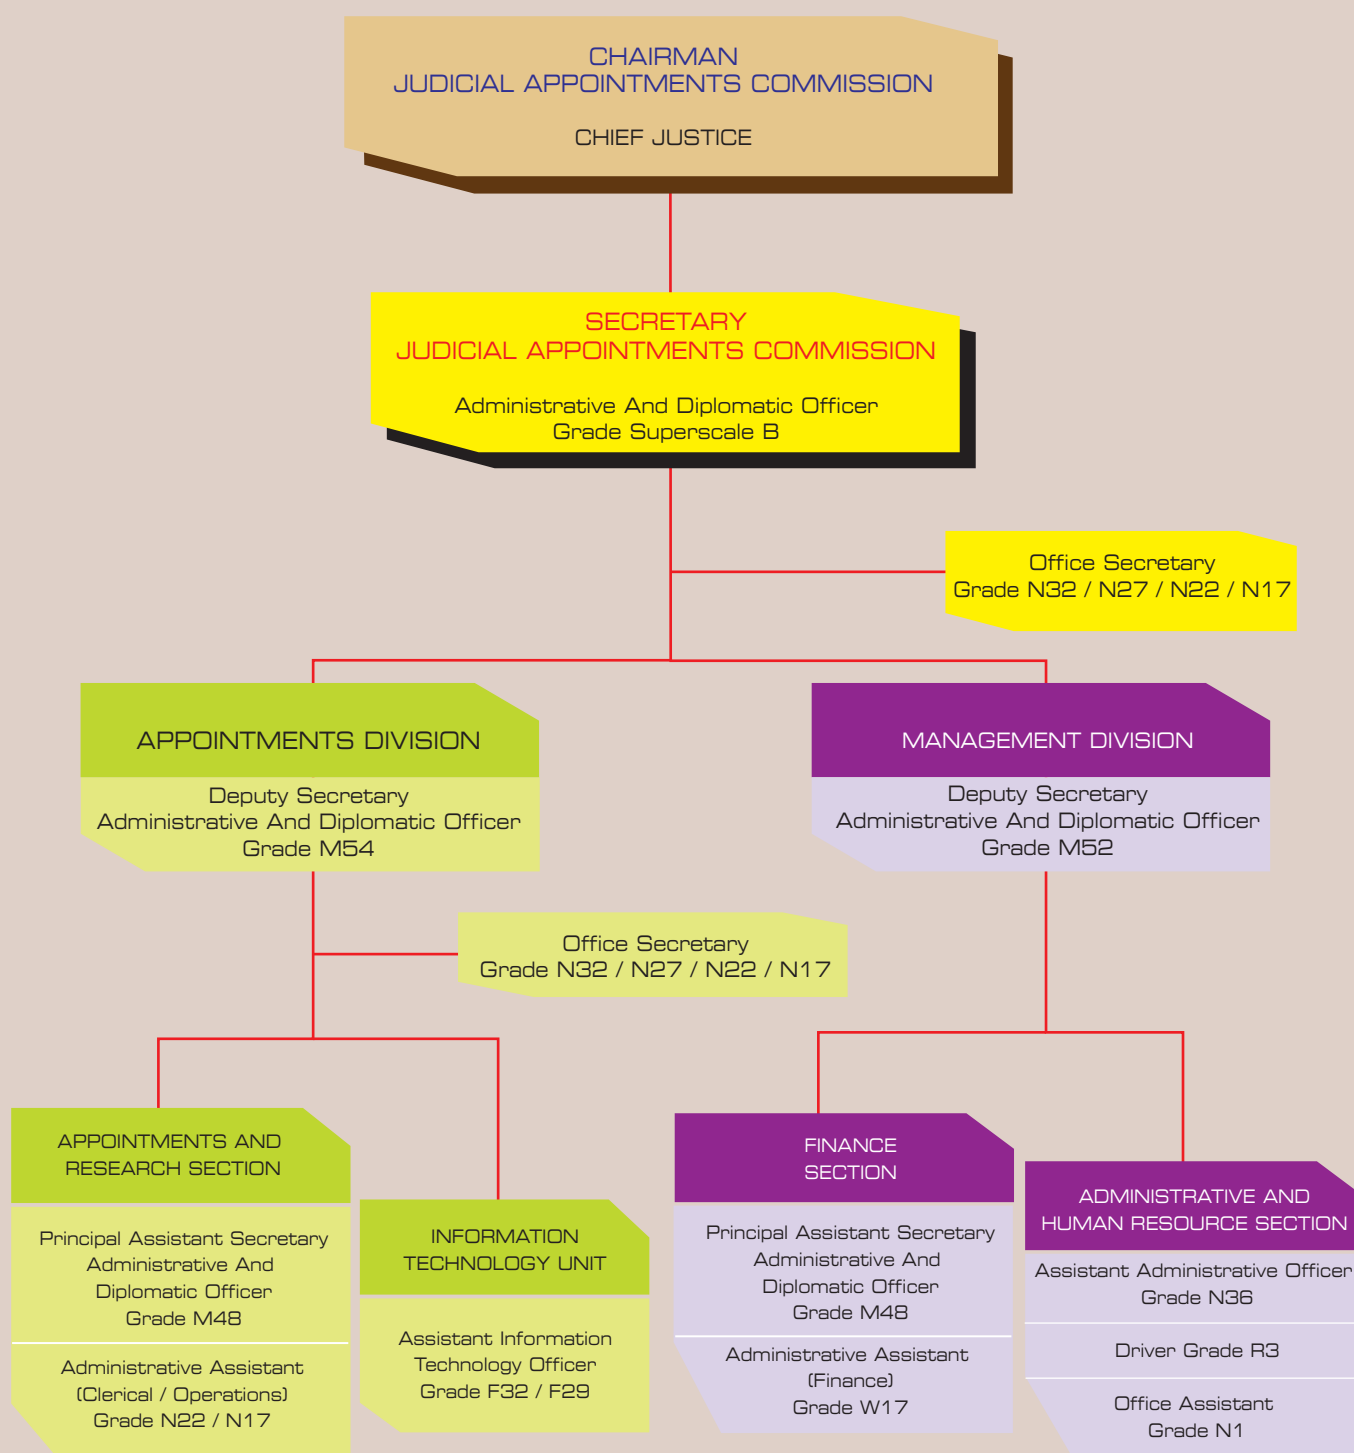 CHAIRMAN
JUDICIAL APPOINTMENTS COMMISSION
CHIEF JUSTICE
SECRETARY
JUDICIAL APPOINTMENTS COMMISSION
Administrative And Diplomatic Officer
Grade Superscale B
Office Secretary
Grade N32 / N27 / N22 / N17
APPOINTMENTS DIVISION
Deputy Secretary
Administrative And Diplomatic Officer
Grade M54
MANAGEMENT DIVISION
Deputy Secretary
Administrative And Diplomatic Officer
Grade M52
Office Secretary
Grade N32 / N27 / N22 / N17
APPOINTMENTS AND
RESEARCH SECTION
Principal Assistant Secretary
Administrative And
Diplomatic Officer
Grade M48
Administrative Assistant
(Clerical / Operations)
Grade N22 / N17
INFORMATION
TECHNOLOGY UNIT
Assistant Information
Technology Officer
Grade F32 / F29
FINANCE
SECTION
Principal Assistant Secretary
Administrative And
Diplomatic Officer
Grade M48
Administrative Assistant
(Finance)
Grade W17
ADMINISTRATIVE AND
HUMAN RESOURCE SECTION
Assistant Administrative Officer
Grade N36
Driver Grade R3
Office Assistant
Grade N1